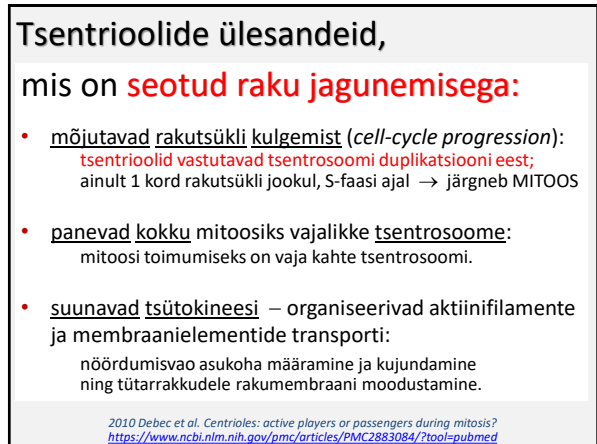 Tsentrioolide ülesandeid,
mis on seotud raku jagunemisega:
• mõjutavad rakutsükli kulgemist (cell-cycle progression):
tsentrioolid vastutavad tsentrosoomi duplikatsiooni eest;
ainult 1 kord rakutsükli jookul, S-faasi ajal → järgneb MITOOS
• panevad kokku mitoosiks vajalikke tsentrosoome:
mitoosi toimumiseks on vaja kahte tsentrosoomi.
• suunavad tsütokineesi – organiseerivad aktiinifilamente
ja membraanielementide transporti:
nöördumisvao asukoha määramine ja kujundamine
ning tütarrakkudele rakumembraani moodustamine.
2010 Debec et al. Centrioles: active players or passengers during mitosis?
https://www.ncbi.nlm.nih.gov/pmc/articles/PMC2883084/?tool=pubmed